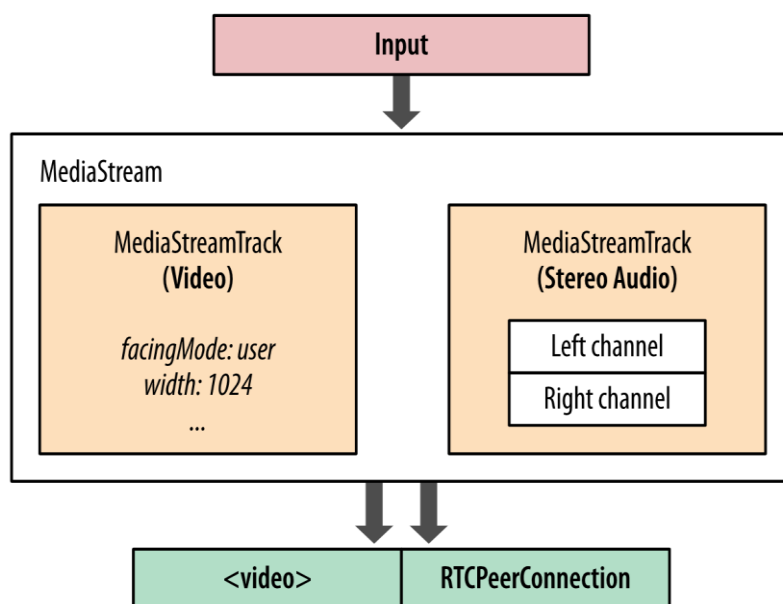 Input
MediaStream
MediaStreamTrack
(Video)
facingMode: user
width: 1024
...
MediaStreamTrack
(Stereo Audio)
Left channel
Right channel
<video>
RTCPeerConnection